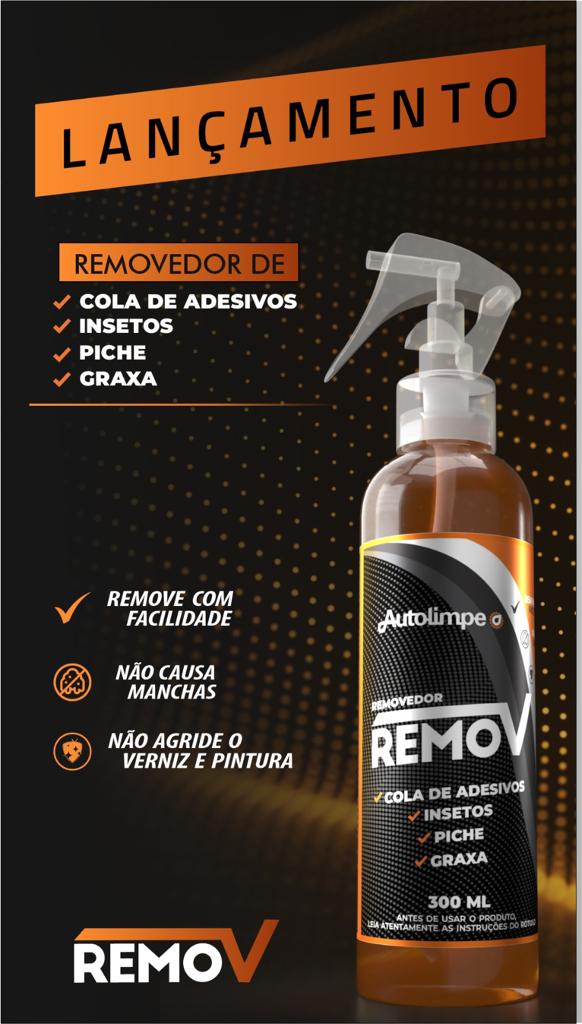 LANÇAMENTO
REMOVEDOR DE
COLA DE ADESIVOS
INSETOS
PICHE
GRAXA
REMOVE COM
FACILIDADE
NÃO CAUSA
MANCHAS
NÃO AGRIDE O
VERNIZ E PINTURA
REMOV
Autolimpe
REMOVEDOR
REMOV
COLA DE ADESIVOS
INSETOS
PICHE
GRAXA
300 ML
ANTES DE USAR O PRODUTO,
LEIA ATENTAMENTE AS INSTRUÇÕES DO RÓTULO